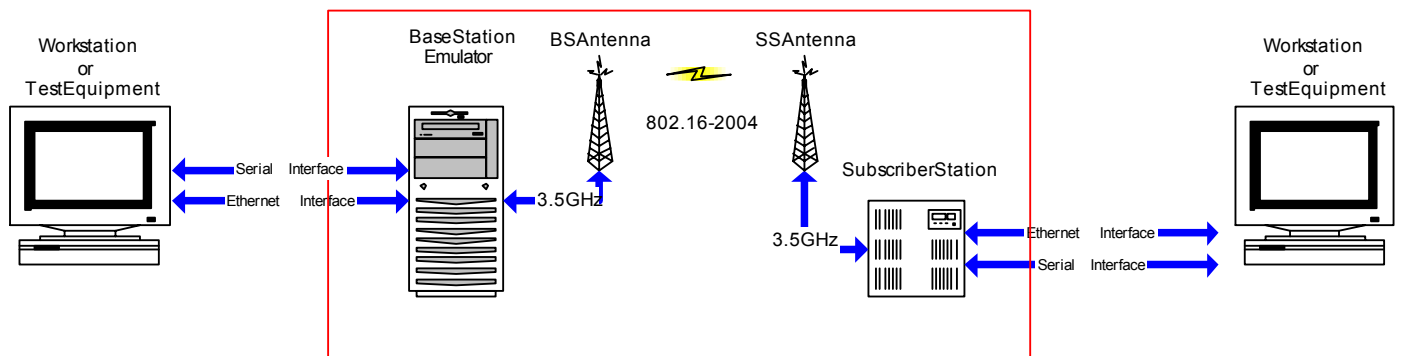 Workstation
or
TestEquipment
BaseStation
Emulator
BSAntenna
SSAntenna
802.16-2004
Workstation
or
TestEquipment
Serial Interface
Ethernet Interface
3.5GHz
SubscriberStation
3.5GHz
Ethernet Interface
Serial Interface